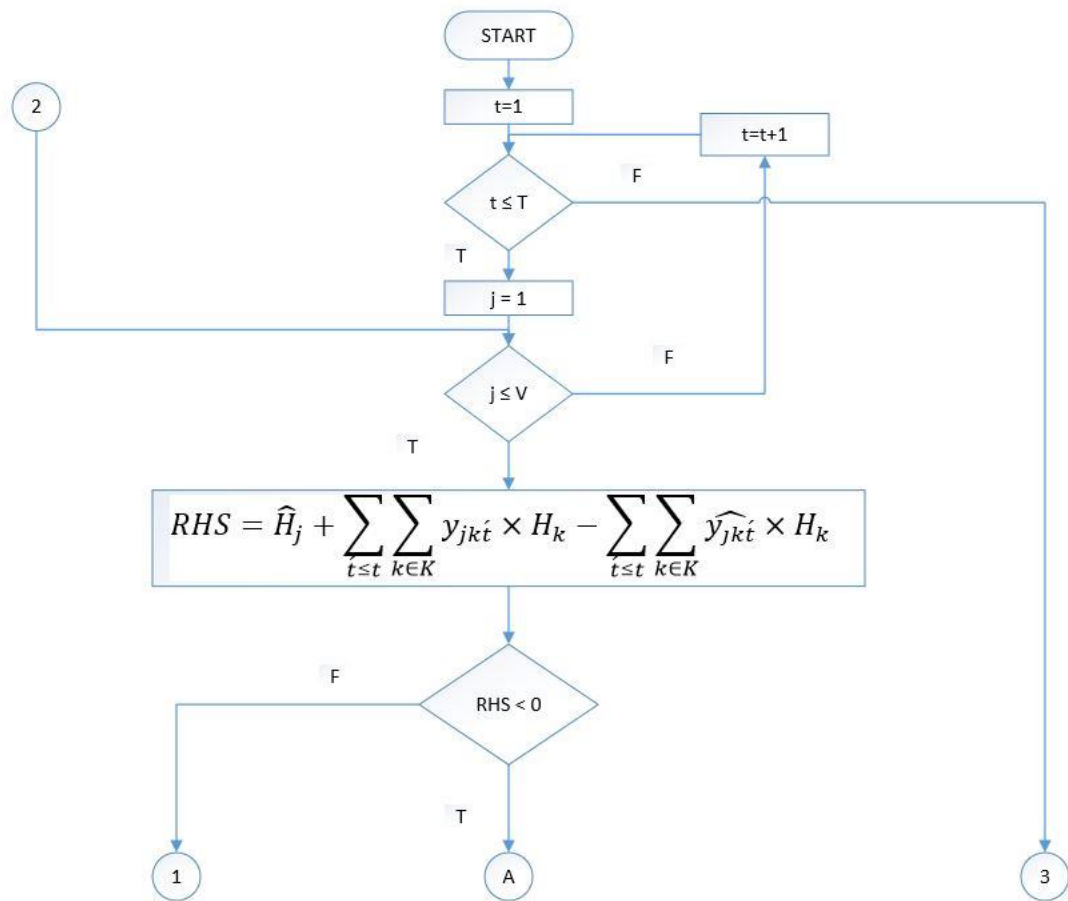 START
2
t=1
t=t+1
F
t ≤ T
T
j = 1
F
j ≤ V
T
RHS = Ĥ_j + ∑_{t́≤t} ∑_{k∈K} y_{jkt́} × H_k − ∑_{t́≤t} ∑_{k∈K} \widehat{y_{jkt́}} × H_k
F
RHS < 0
T
1
A
3